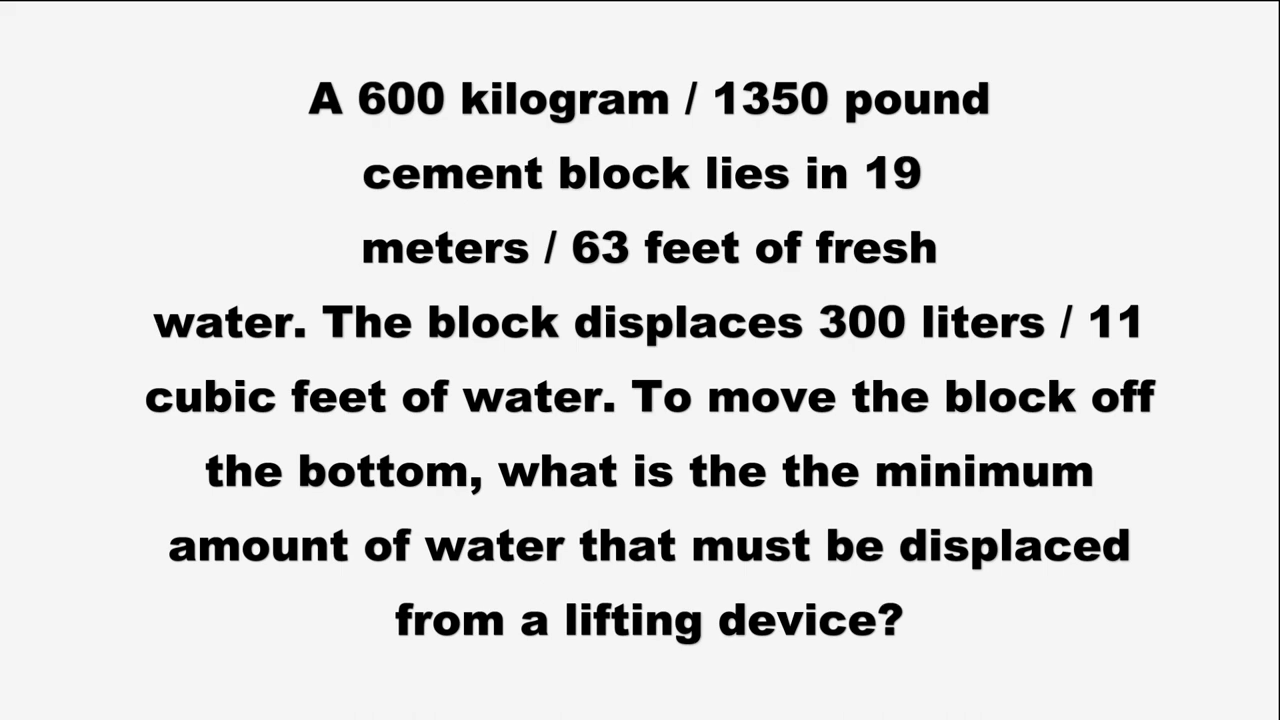 A 600 kilogram / 1350 pound
cement block lies in 19
meters / 63 feet of fresh
water. The block displaces 300 liters / 11
cubic feet of water. To move the block off
the bottom, what is the the minimum
amount of water that must be displaced
from a lifting device?